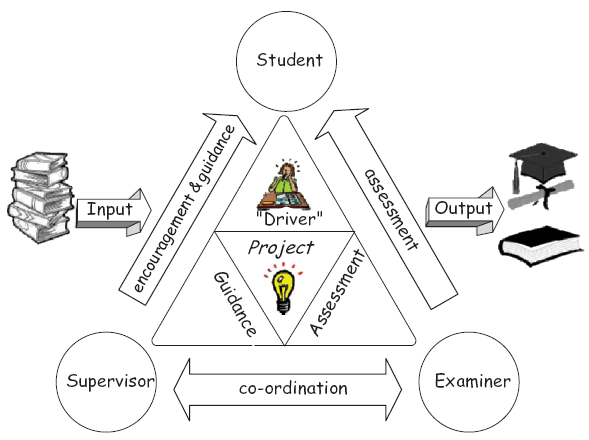 Student
encouragement & guidance
assessment
Input
"Driver"
Output
Project
Guidance
Assessment
Supervisor
co-ordination
Examiner